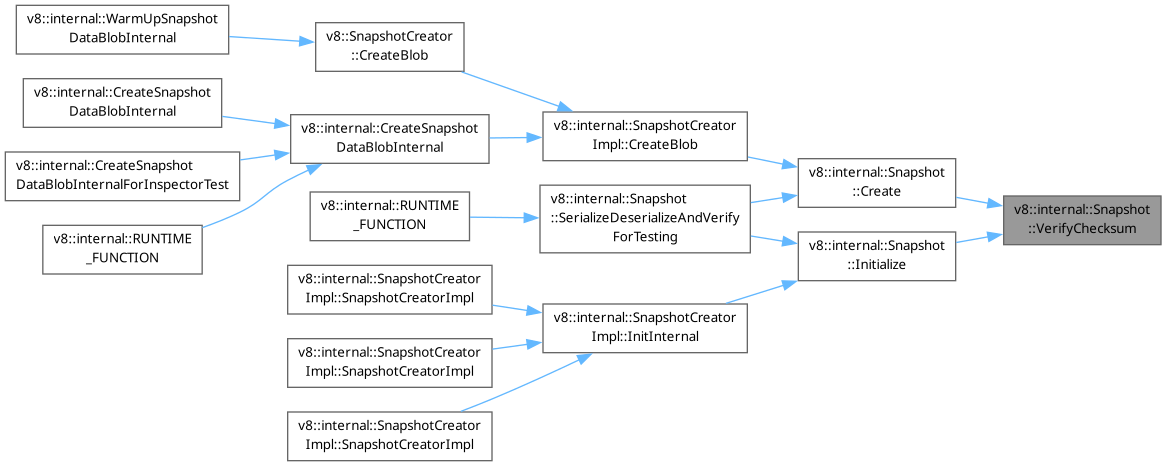 v8::internal::WarmUpSnapshot
DataBlobInternal
v8::SnapshotCreator
::CreateBlob
v8::internal::CreateSnapshot
DataBlobInternal
v8::internal::CreateSnapshot
DataBlobInternal
v8::internal::SnapshotCreator
Impl::CreateBlob
v8::internal::CreateSnapshot
DataBlobInternalForInspectorTest
v8::internal::Snapshot
::Create
v8::internal::RUNTIME
_FUNCTION
v8::internal::Snapshot
::SerializeDeserializeAndVerify
ForTesting
v8::internal::Snapshot
::VerifyChecksum
v8::internal::RUNTIME
_FUNCTION
v8::internal::Snapshot
::Initialize
v8::internal::SnapshotCreator
Impl::SnapshotCreatorImpl
v8::internal::SnapshotCreator
Impl::InitInternal
v8::internal::SnapshotCreator
Impl::SnapshotCreatorImpl
v8::internal::SnapshotCreator
Impl::SnapshotCreatorImpl